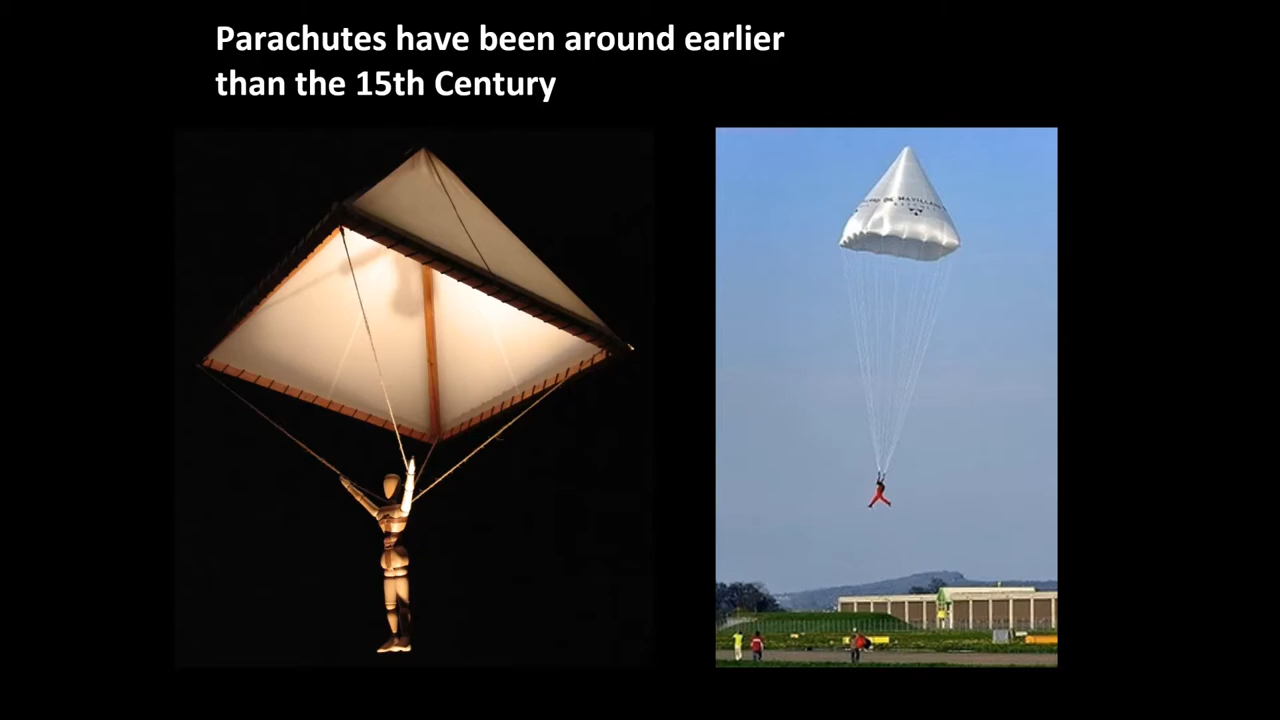 Parachutes have been around earlier
than the 15th Century